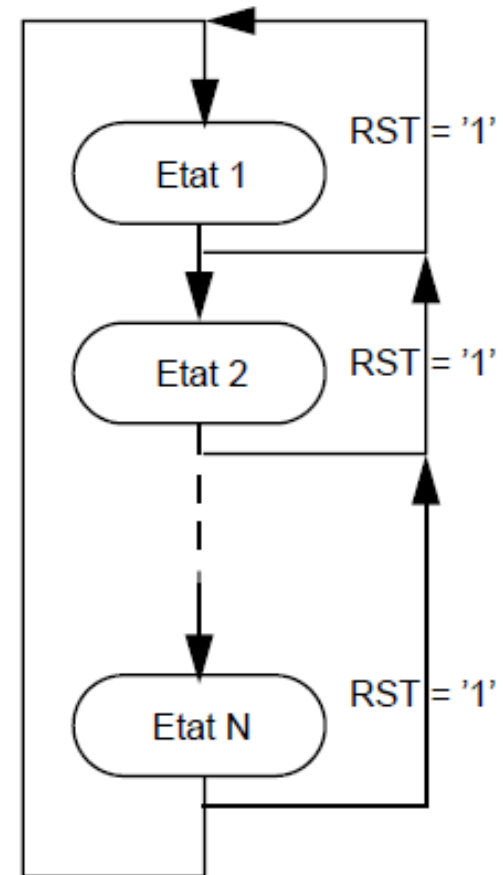 RST = ’1’
Etat 1
RST = ’1’
Etat 2
RST = ’1’
Etat N